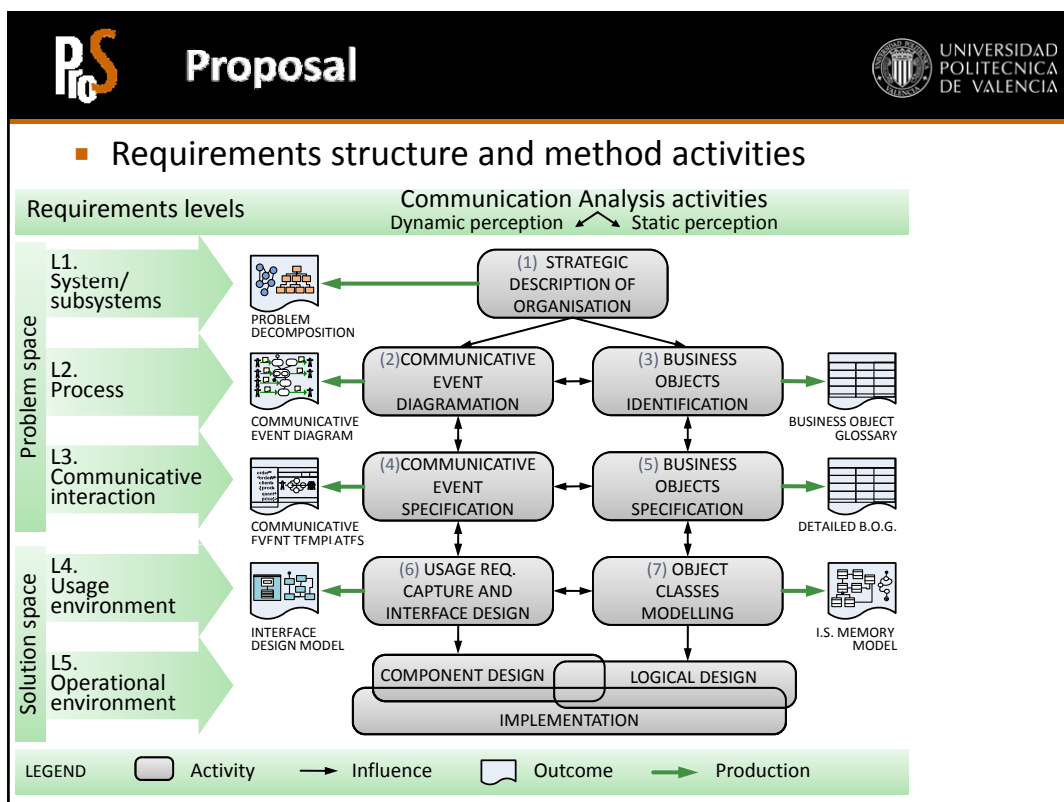 ProS
Proposal
UNIVERSIDAD
POLITECNICA
DE VALENCIA
Requirements structure and method activities
Requirements levels
Communication Analysis activities
Dynamic perception
Static perception
Problem space
L1.
System/
subsystems
PROBLEM
DECOMPOSITION
(1) STRATEGIC
DESCRIPTION OF
ORGANISATION
L2.
Process
COMMUNICATIVE
EVENT DIAGRAM
(2)COMMUNICATIVE
EVENT
DIAGRAMATION
(3) BUSINESS
OBJECTS
IDENTIFICATION
BUSINESS OBJECT
GLOSSARY
L3.
Communicative
interaction
COMMUNICATIVE
EVENT TEMPLATES
(4)COMMUNICATIVE
EVENT
SPECIFICATION
(5) BUSINESS
OBJECTS
SPECIFICATION
DETAILED B.O.G.
Solution space
L4.
Usage
environment
INTERFACE
DESIGN MODEL
(6) USAGE REQ.
CAPTURE AND
INTERFACE DESIGN
(7) OBJECT
CLASSES
MODELLING
I.S. MEMORY
MODEL
L5.
Operational
environment
COMPONENT DESIGN
LOGICAL DESIGN
IMPLEMENTATION
LEGEND
Activity
Influence
Outcome
Production